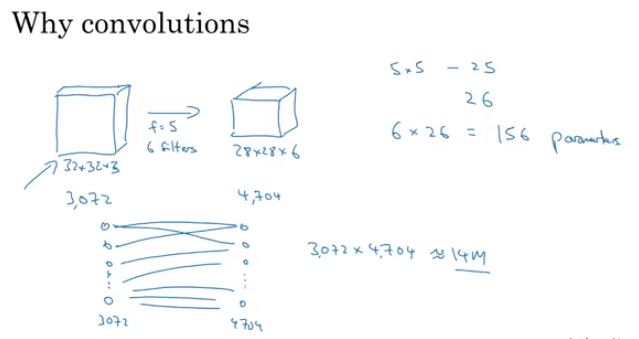 Why convolutions
32×32×3
3,072
f=5
6 filters
28×28×6
4,704
5×5 - 25
26
6 × 26 = 156 parameters
3072
4704
3,072 × 4,704 ≈ 14M